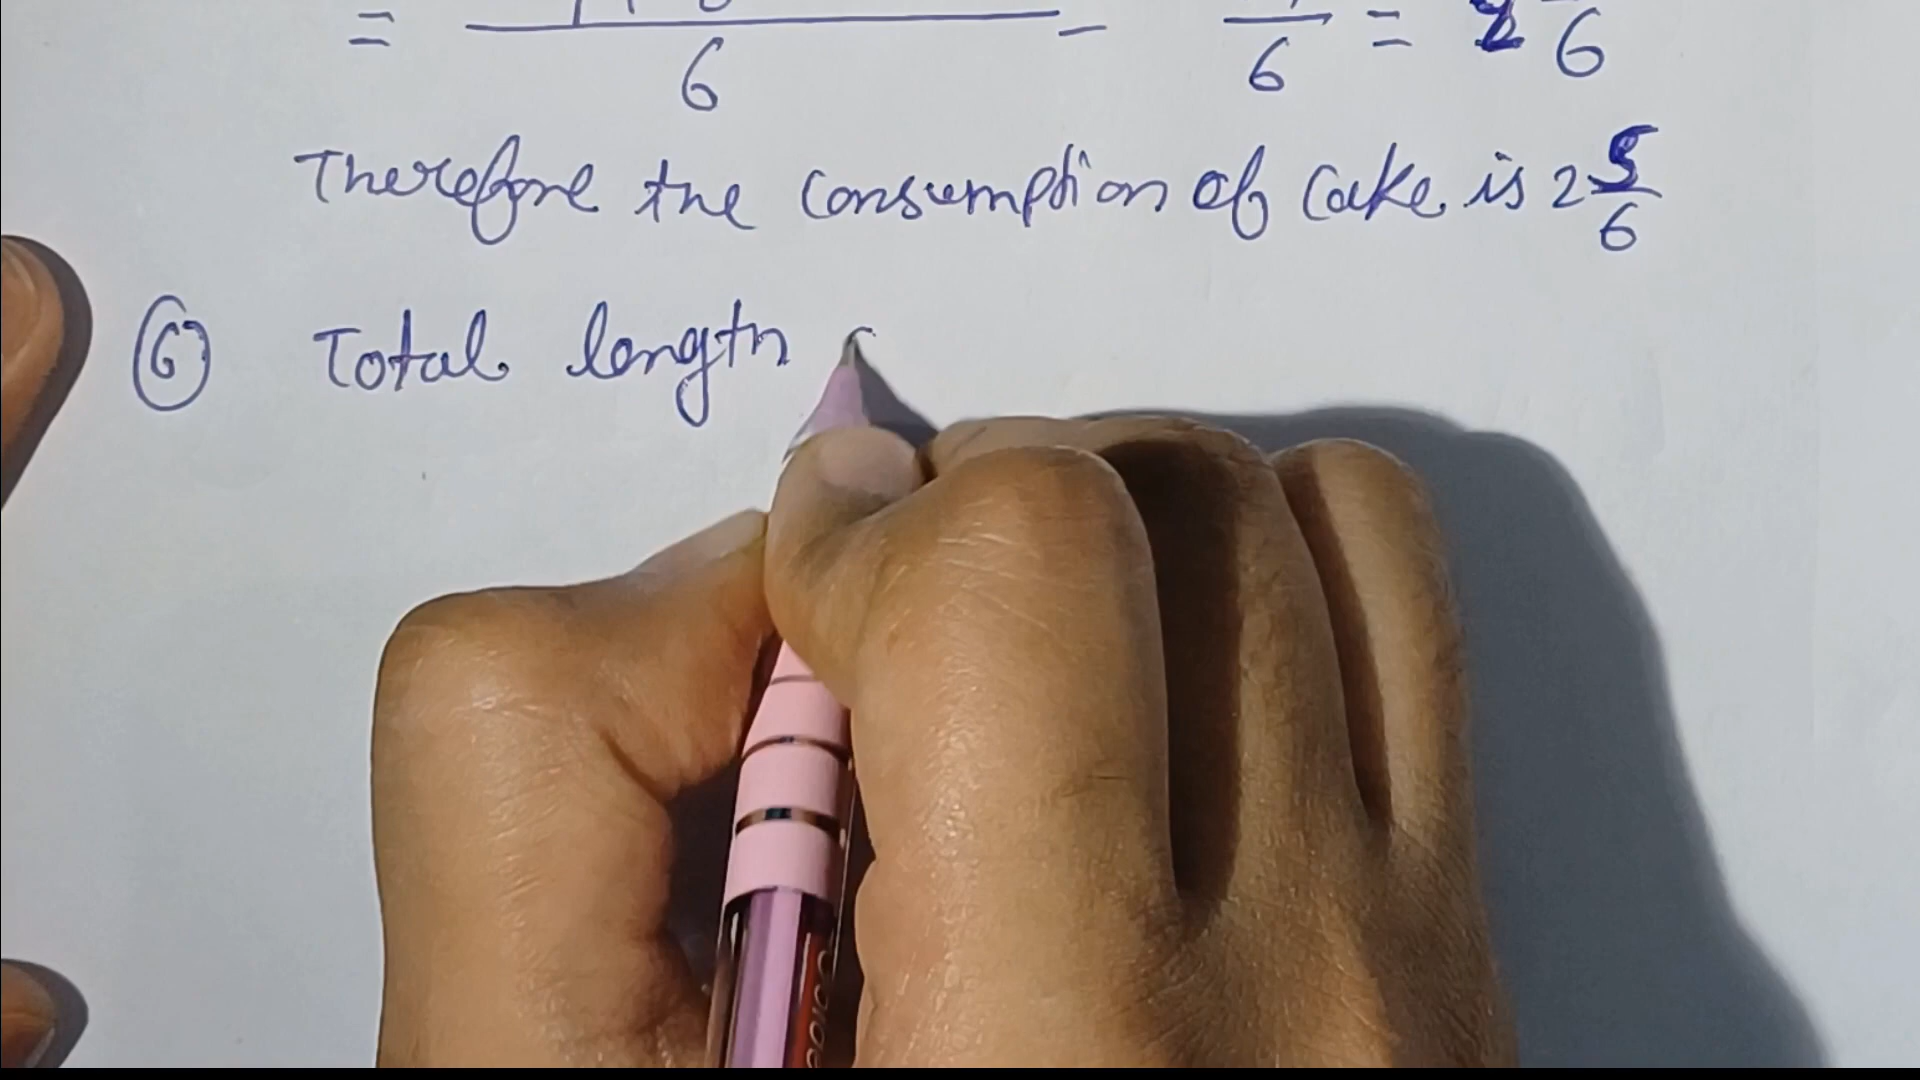 = 6 - 6 = 2 6
Therefore the consumption of cake is 2 5/6
6 Total length